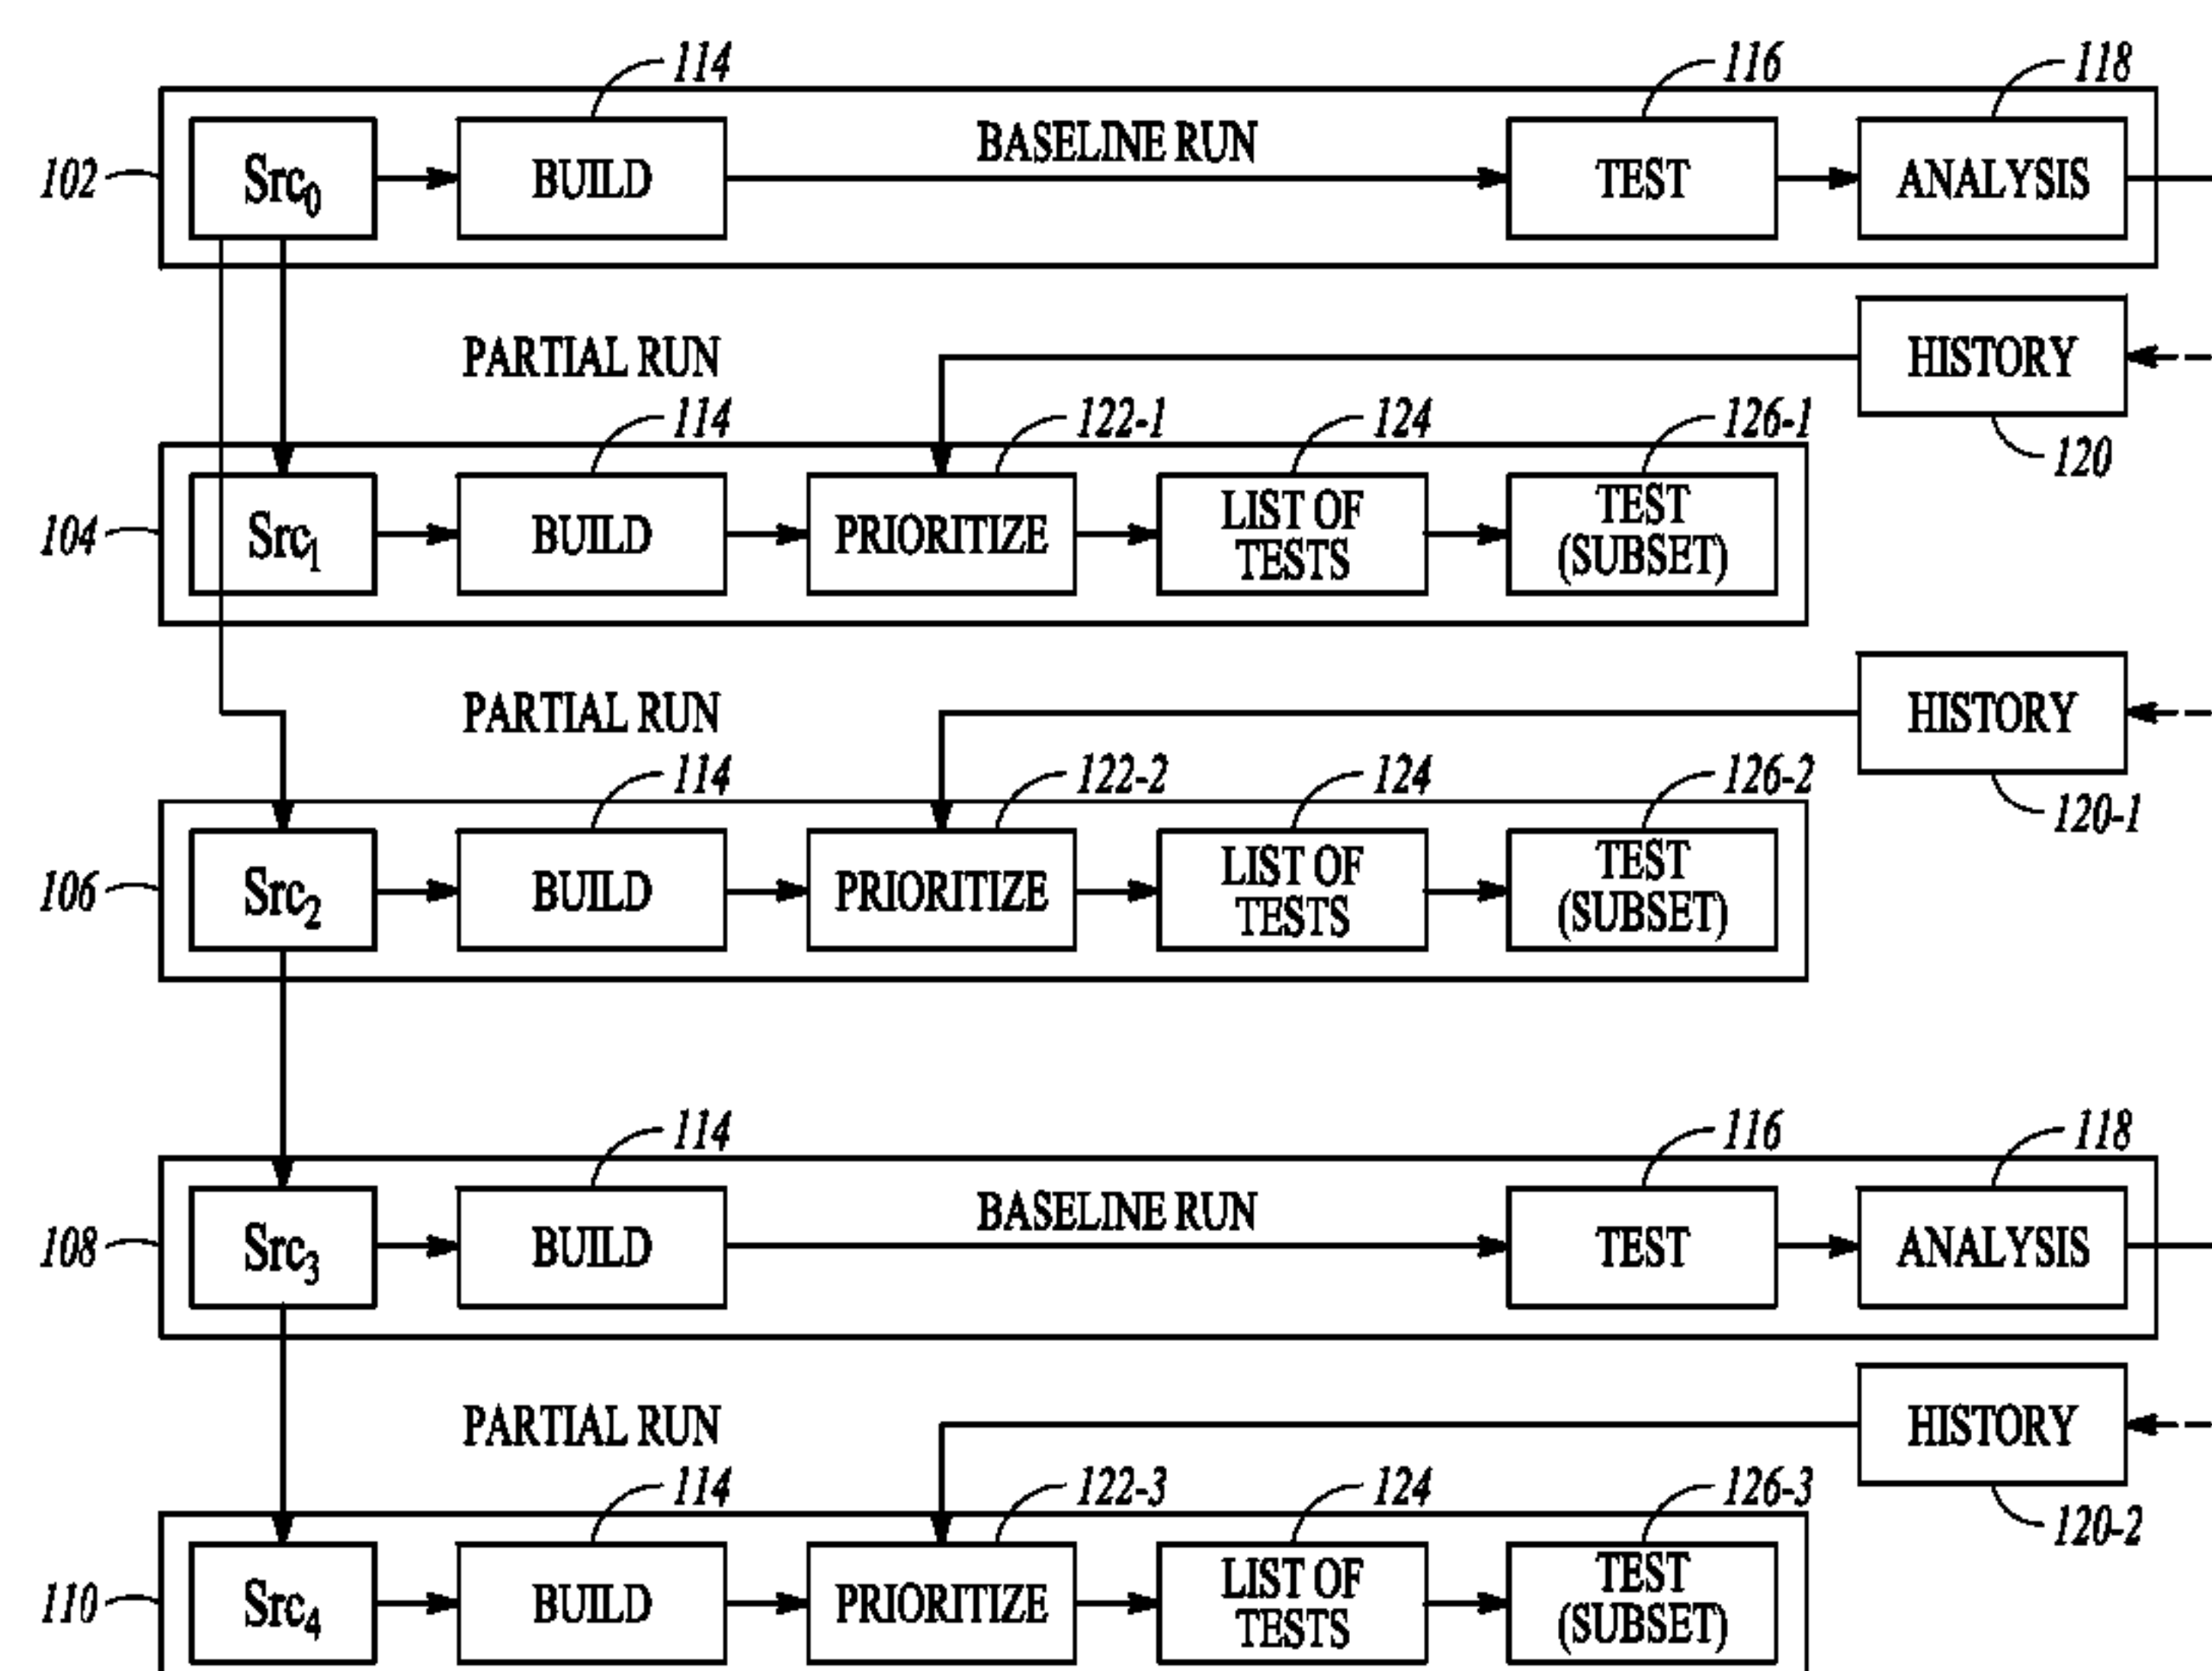 114
116
118
102
Src0
BUILD
BASELINE RUN
TEST
ANALYSIS
PARTIAL RUN
HISTORY
120
114
122-1
124
126-1
104
Src1
BUILD
PRIORITIZE
LIST OF
TESTS
TEST
(SUBSET)
PARTIAL RUN
HISTORY
120-1
114
122-2
124
126-2
106
Src2
BUILD
PRIORITIZE
LIST OF
TESTS
TEST
(SUBSET)
114
116
118
108
Src3
BUILD
BASELINE RUN
TEST
ANALYSIS
PARTIAL RUN
HISTORY
120-2
114
122-3
124
126-3
110
Src4
BUILD
PRIORITIZE
LIST OF
TESTS
TEST
(SUBSET)